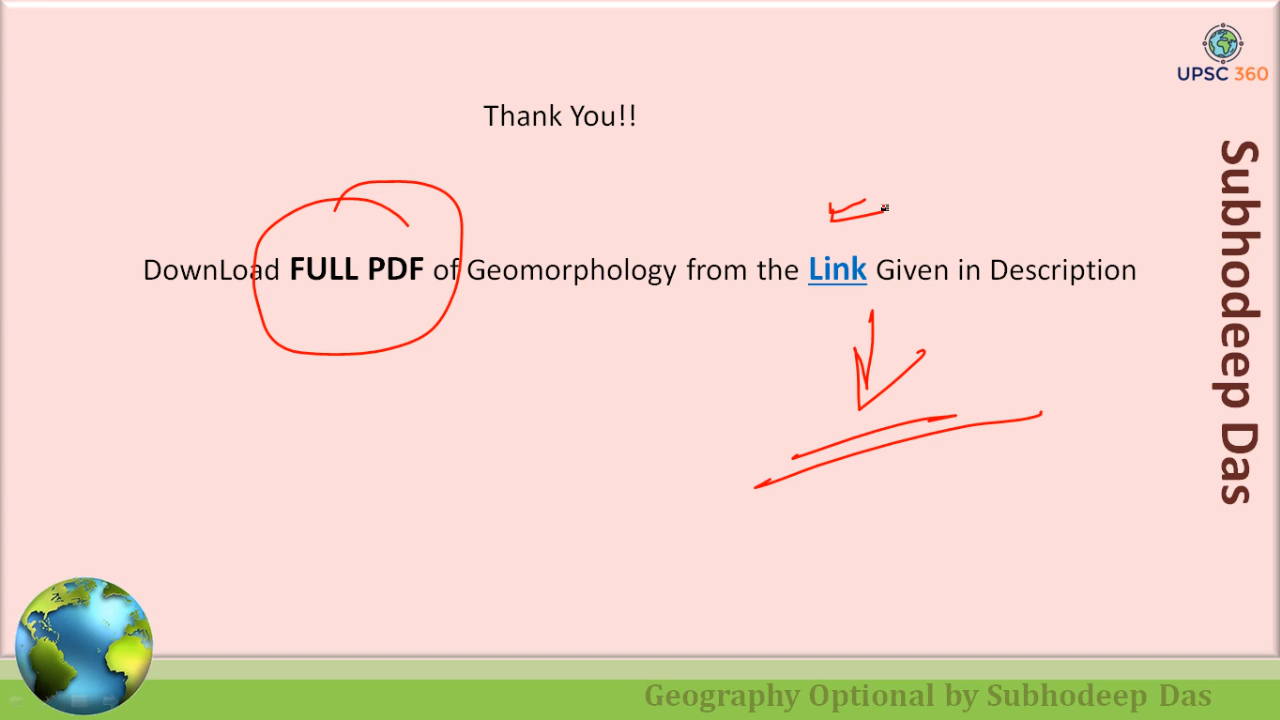 UPSC 360
Thank You!!
DownLoad FULL PDF of Geomorphology from the Link Given in Description
Subhodeep Das
Geography Optional by Subhodeep Das